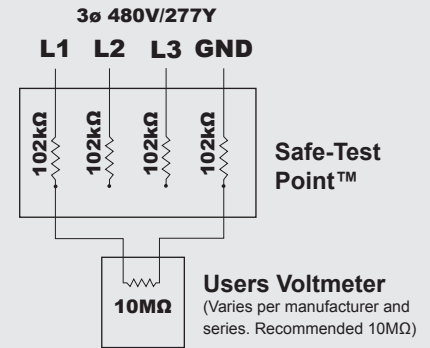 3ø 480V/277Y
L1 L2 L3 GND
102kΩ 102kΩ 102kΩ 102kΩ
Safe-Test
Point™
10MΩ
Users Voltmeter
(Varies per manufacturer and
series. Recommended 10MΩ)